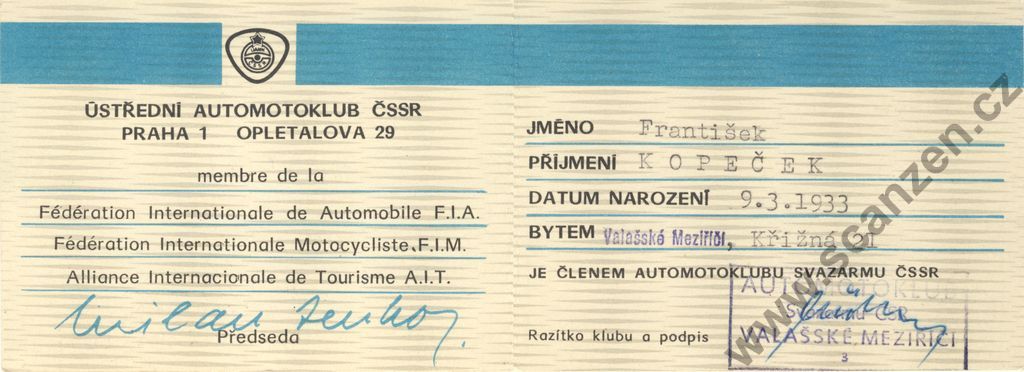 ÚSTŘEDNÍ AUTOMOTOKLUB ČSSR
PRAHA 1 OPLETALOVA 29
membre de la
Fédération Internationale de Automobile F.I.A.
Fédération Internationale Motocycliste F.I.M.
Alliance Internacionale de Tourisme A.I.T.
Předseda
JMÉNO František
PŘÍJMENÍ KOPEČEK
DATUM NAROZENÍ 9.3.1933
BYTEM Valašské Meziříčí, Křižná 21
JE ČLENEM AUTOMOTOKLUBU SVAZARMU ČSSR
Razítko klubu a podpis
AUTOMOTOKLUB
VALAŠSKÉ MEZIŘÍČÍ
3
www.scanzen.cz